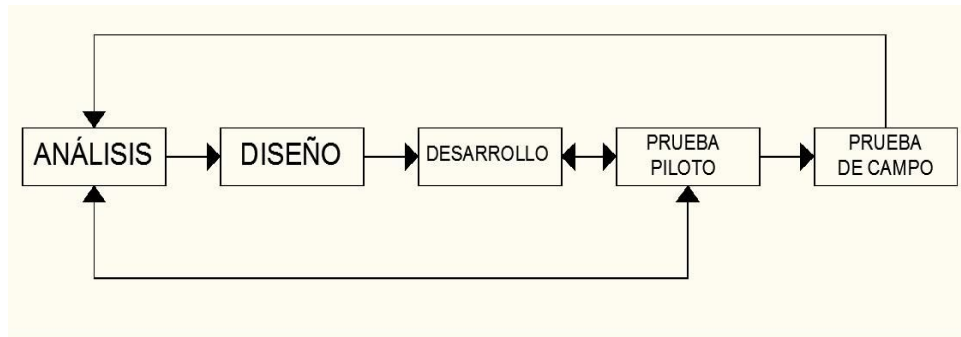 ANÁLISIS
DISEÑO
DESARROLLO
PRUEBA
PILOTO
PRUEBA
DE CAMPO